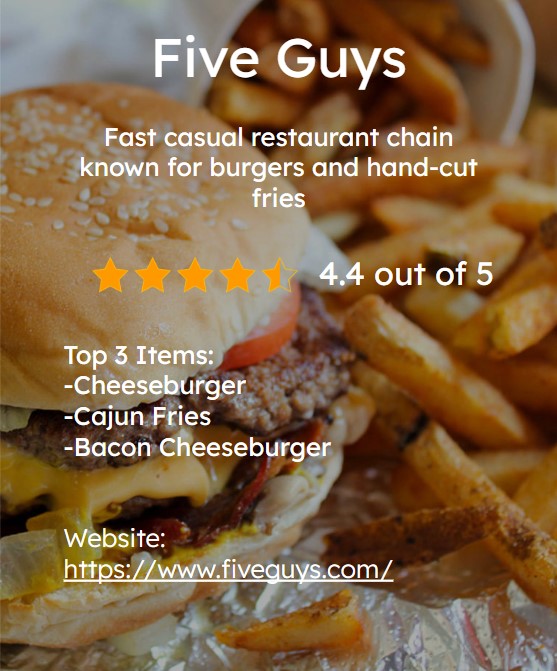 Five Guys
Fast casual restaurant chain
known for burgers and hand-cut
fries
4.4 out of 5
Top 3 Items:
-Cheeseburger
-Cajun Fries
-Bacon Cheeseburger
Website:
https://www.fiveguys.com/